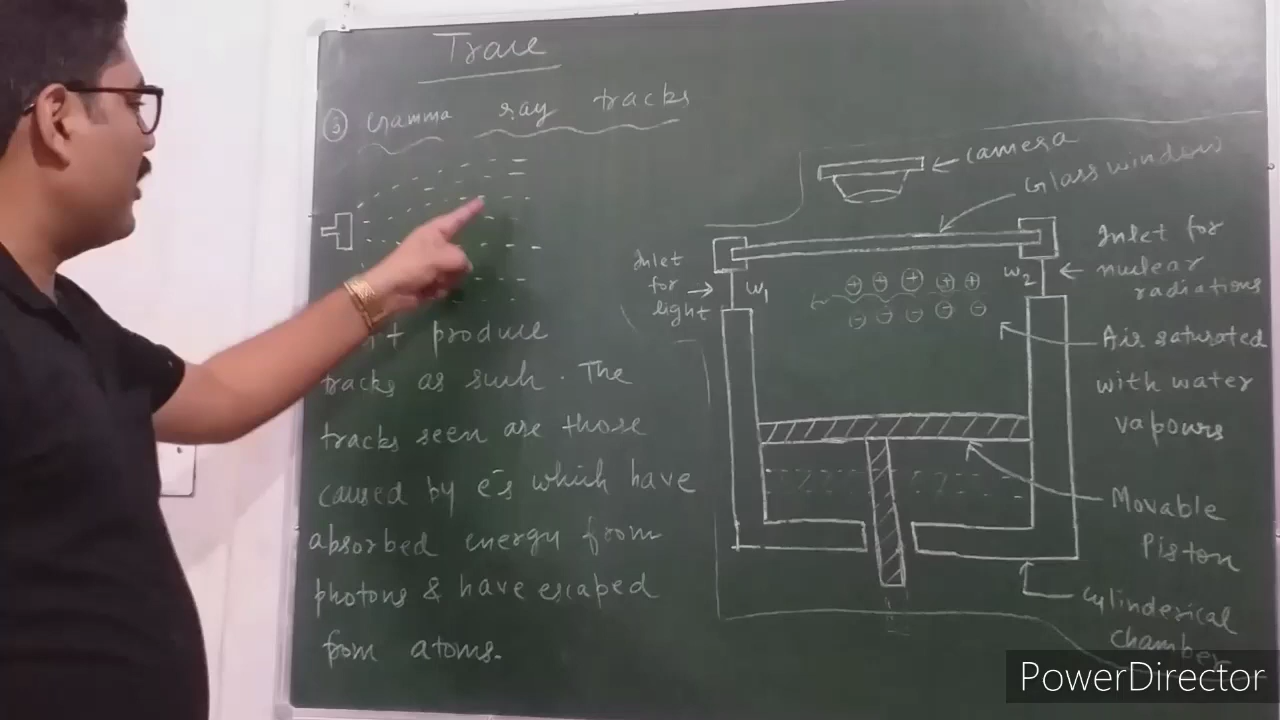 Trace
③ Gramma ray tracks
produce
tracks as such. The
tracks seen are those
caused by e⁻s which have
absorbed energy from
photons & have escaped
from atoms.
camera
Glass window
Inlet
for
light
W₁
W₂
Inlet for
nuclear
radiations
Air saturated
with water
vapours
Movable
Piston
cylinderical
chamber
PowerDirector